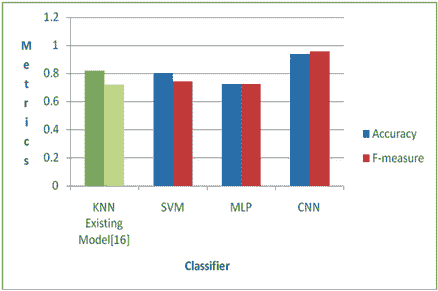 1.2
1
0.8
0.6
0.4
0.2
0
Metrics
KNN
Existing
Model[16]
SVM
MLP
CNN
Classifier
Accuracy
F-measure